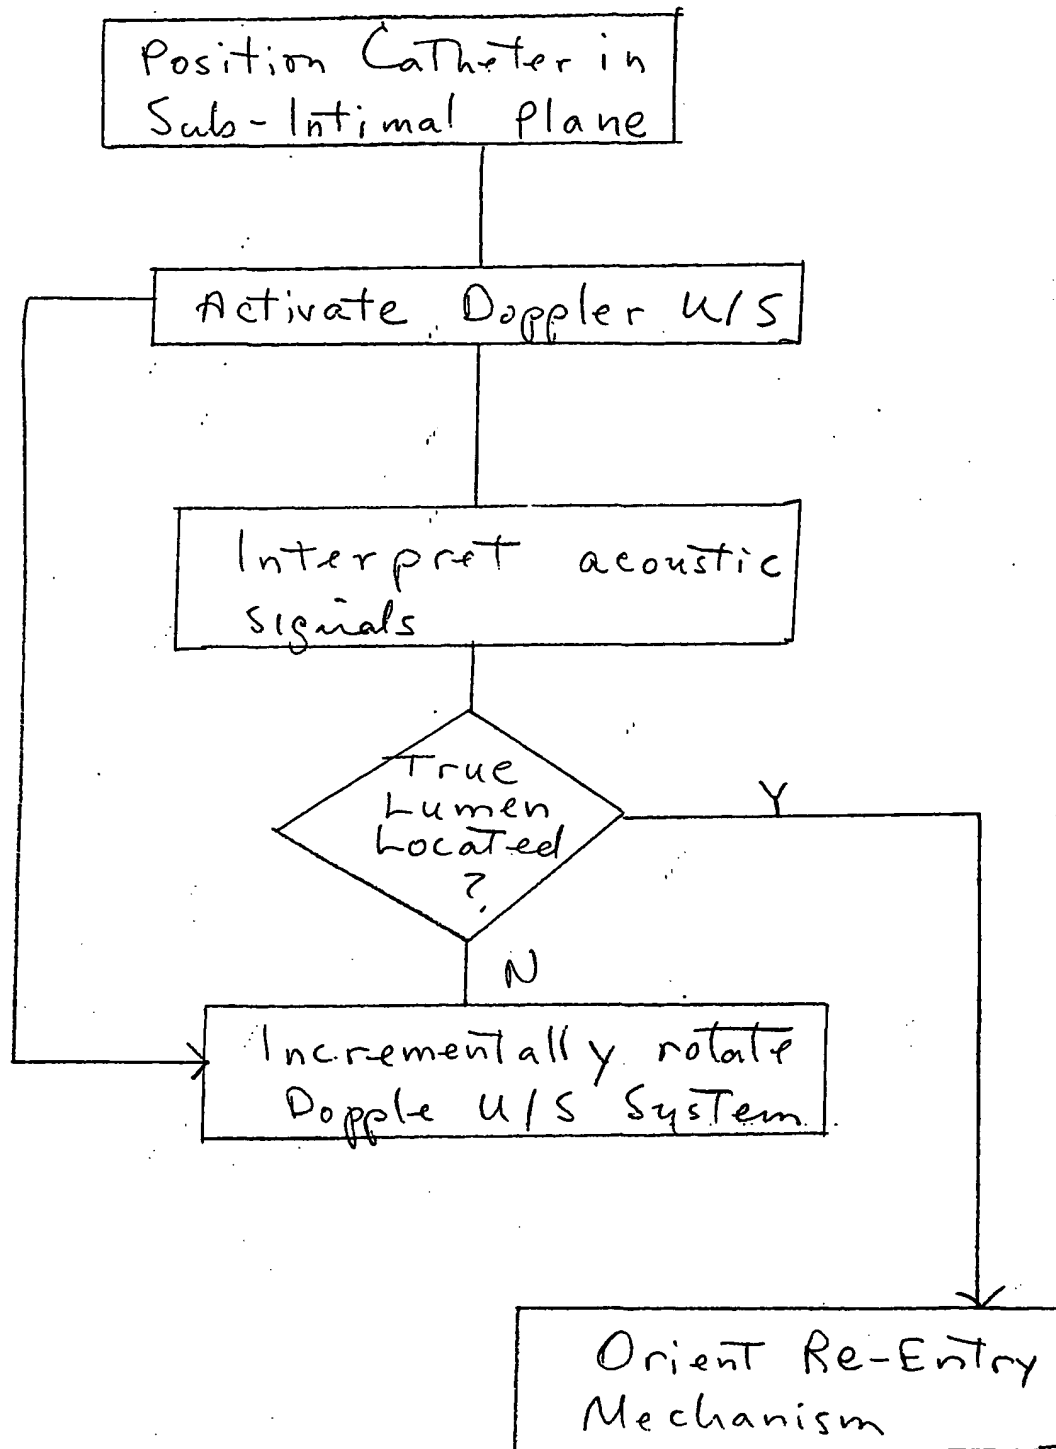 Position Catheter in
Sub-Intimal Plane
Activate Doppler U/S
Interpret acoustic
signals
True
Lumen
Located
?
Y
N
Incrementally rotate
Dopple U/S System
Orient Re-Entry
Mechanism